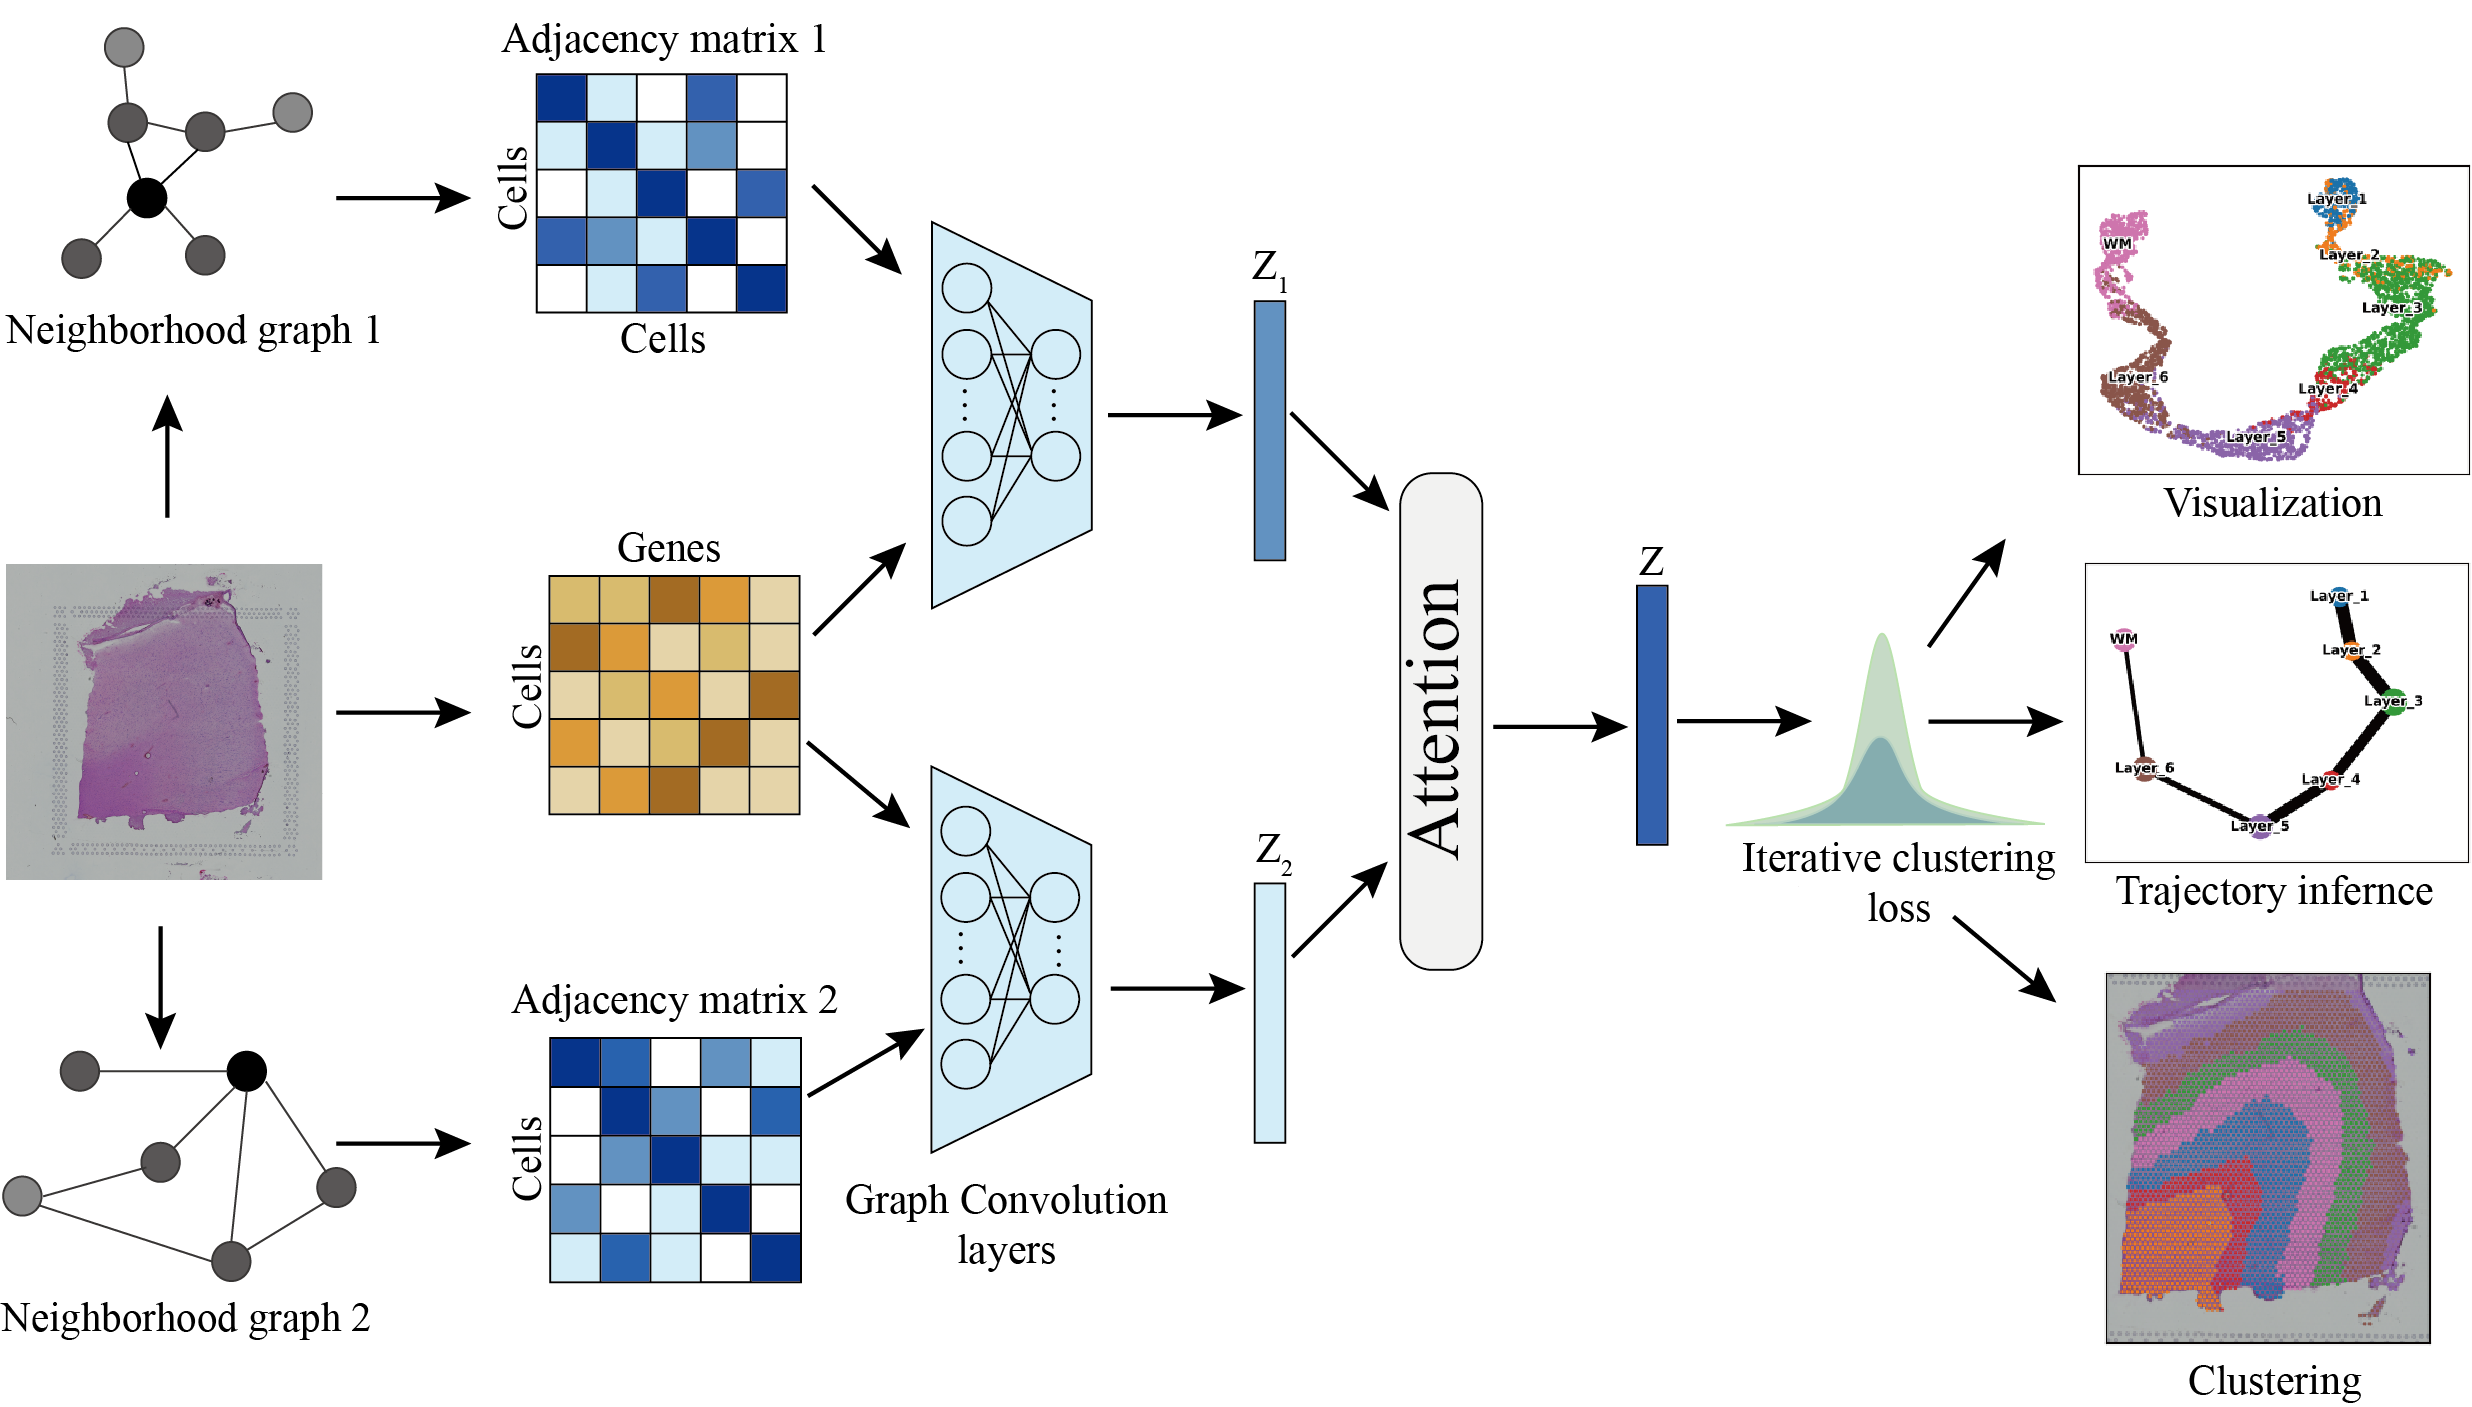 Adjacency matrix 1
Cells
Cells
Neighborhood graph 1
Genes
Cells
Adjacency matrix 2
Cells
Neighborhood graph 2
Graph Convolution
layers
Z1
Z2
Attention
Z
Iterative clustering
loss
Layer_1
WM
Layer_2
Layer_3
Layer_6
Layer_4
Layer_5
Visualization
Layer_1
WM
Layer_2
Layer_3
Layer_6
Layer_4
Layer_5
Trajectory infernce
Clustering